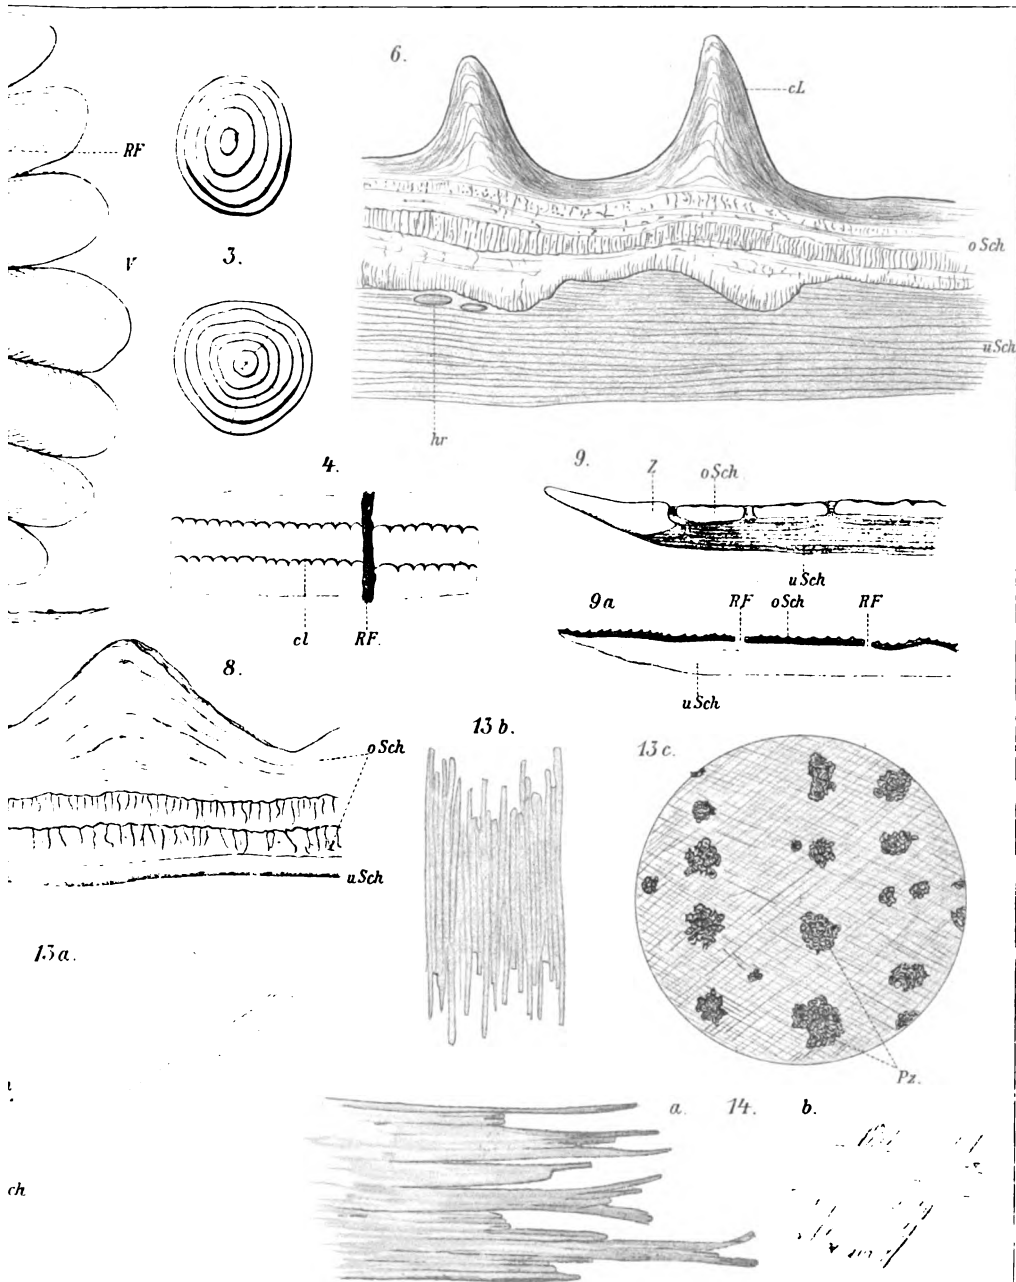 6.
cL
RF
3.
V
oSch
uSch
hr
4.
9.
Z
oSch
uSch
cl
RF.
9a
RF
oSch
RF
uSch
8.
oSch
uSch
13 b.
13 c.
13 a.
Pz.
a.
14.
b.
ch